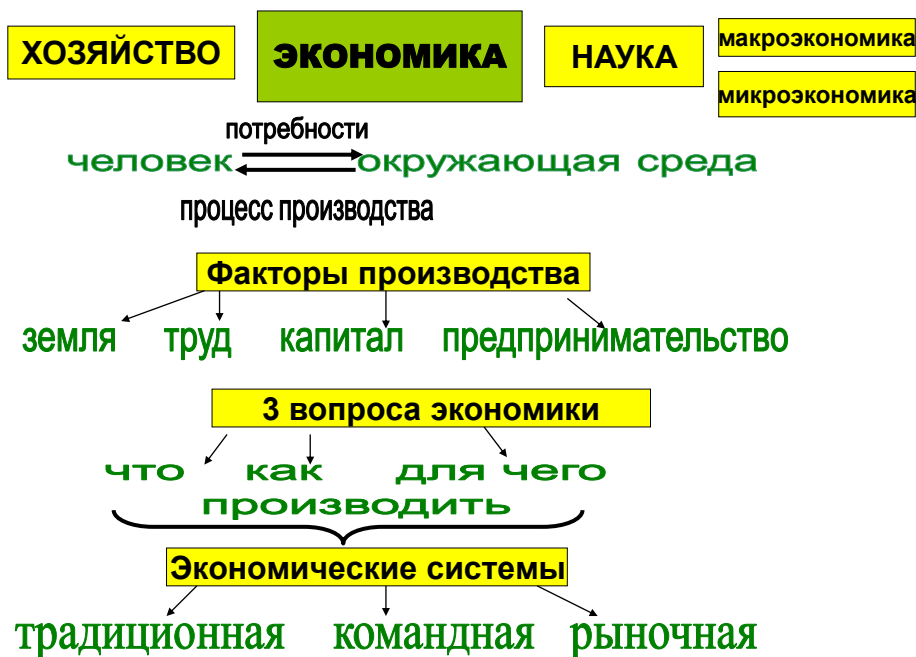 ХОЗЯЙСТВО
ЭКОНОМИКА
НАУКА
макроэкономика
микроэкономика
потребности
человек
окружающая среда
процесс производства
Факторы производства
земля
труд
капитал
предпринимательство
3 вопроса экономики
что
как
для чего
производить
Экономические системы
традиционная
командная
рыночная